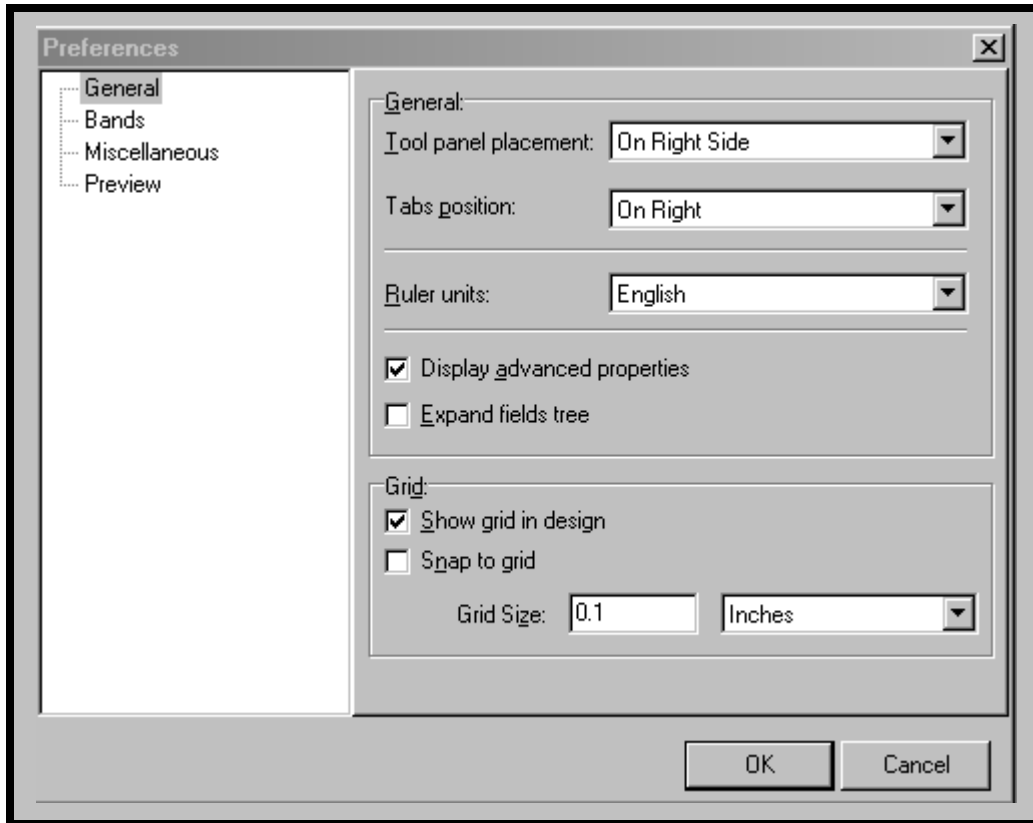 Preferences
General
Bands
Miscellaneous
Preview
General:
Tool panel placement: On Right Side
Tabs position: On Right
Ruler units: English
Display advanced properties
Expand fields tree
Grid:
Show grid in design
Snap to grid
Grid Size: 0.1 Inches
OK Cancel